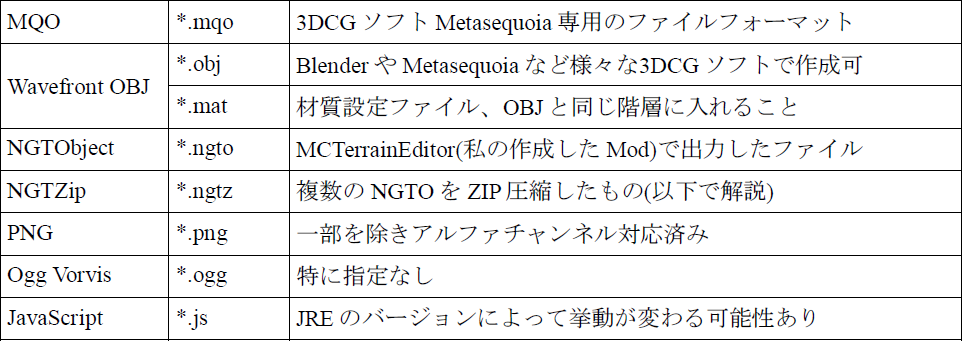 MQO *.mqo 3DCG ソフト Metasequoia 専用のファイルフォーマット
Wavefront OBJ *.obj Blender や Metasequoia など様々な3DCG ソフトで作成可
*.mat 材質設定ファイル、OBJ と同じ階層に入れること
NGTObject *.ngto MCTerrainEditor(私の作成した Mod)で出力したファイル
NGTZip *.ngtz 複数の NGTO を ZIP 圧縮したもの(以下で解説)
PNG *.png 一部を除きアルファチャンネル対応済み
Ogg Vorvis *.ogg 特に指定なし
JavaScript *.js JRE のバージョンによって挙動が変わる可能性あり